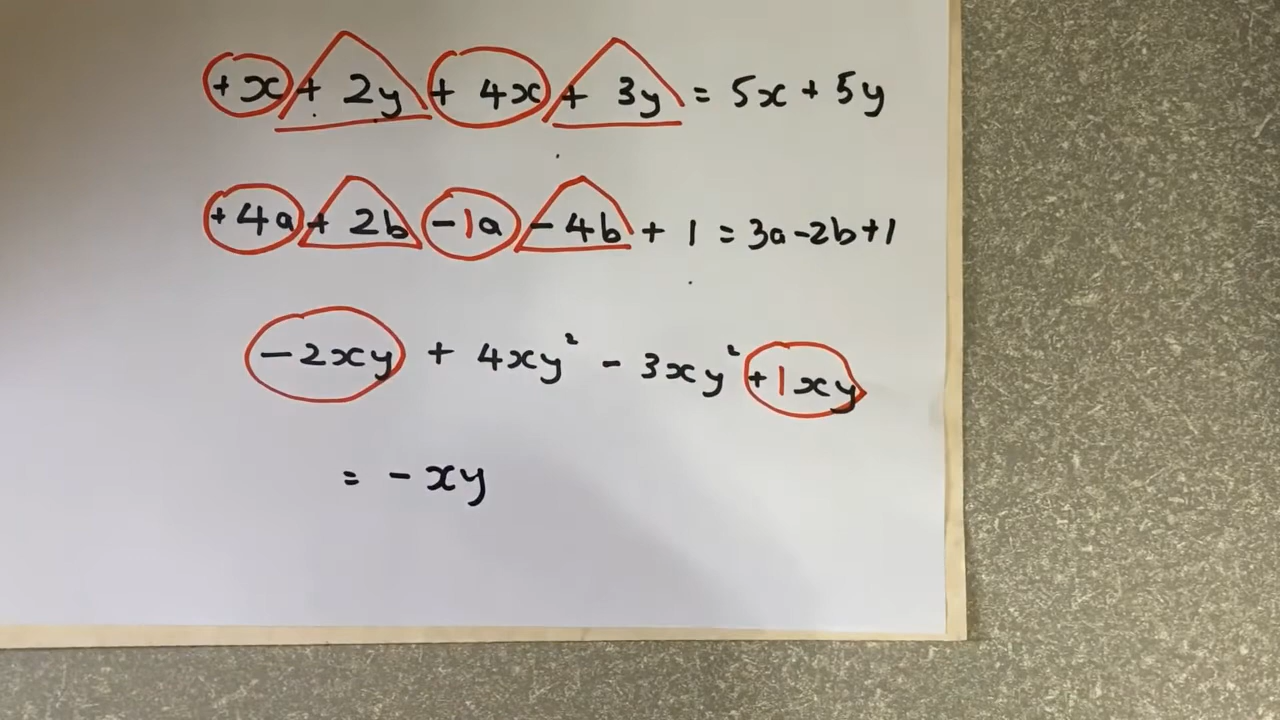 +x + 2y + 4x + 3y = 5x + 5y
+4a + 2b -1a - 4b + 1 = 3a-2b+1
-2xy + 4xy² - 3xy² +1xy
= -xy